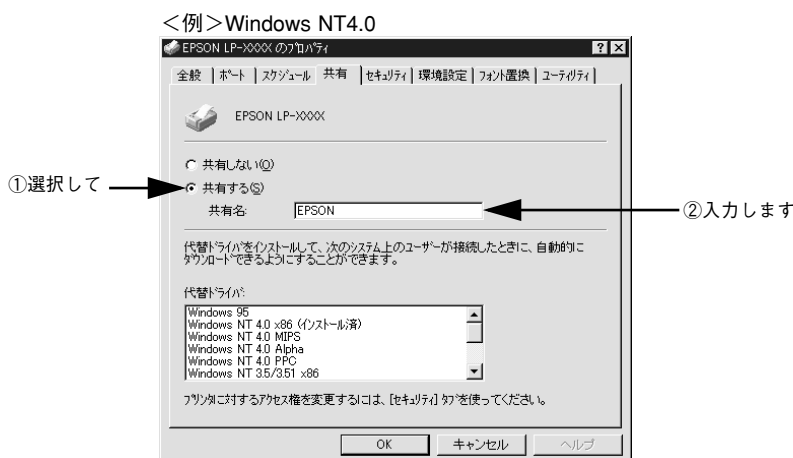 ＜例＞Windows NT4.0
EPSON LP-XXXX のﾌﾟﾛﾊﾟﾃｨ
全般 ﾎﾟｰﾄ ｽｹｼﾞｭｰﾙ 共有 ｾｷｭﾘﾃｨ 環境設定 ﾌｫﾝﾄ置換 ﾕｰﾃｨﾘﾃｨ
EPSON LP-XXXX
共有しない(O)
①選択して
共有する(S)
共有名: EPSON
②入力します
代替ﾄﾞﾗｲﾊﾞをｲﾝｽﾄｰﾙして、次のｼｽﾃﾑ上のﾕｰｻﾞｰが接続したときに、自動的に
ﾀﾞｳﾝﾛｰﾄﾞできるようにすることができます。
代替ﾄﾞﾗｲﾊﾞ:
Windows 95
Windows NT 4.0 x86 (ｲﾝｽﾄｰﾙ済)
Windows NT 4.0 MIPS
Windows NT 4.0 Alpha
Windows NT 4.0 PPC
Windows NT 3.5/3.51 x86
ﾌﾟﾘﾝﾀに対するｱｸｾｽ権を変更するには、[ｾｷｭﾘﾃｨ] ﾀﾌﾞを使ってください。
OK キャンセル ヘルプ